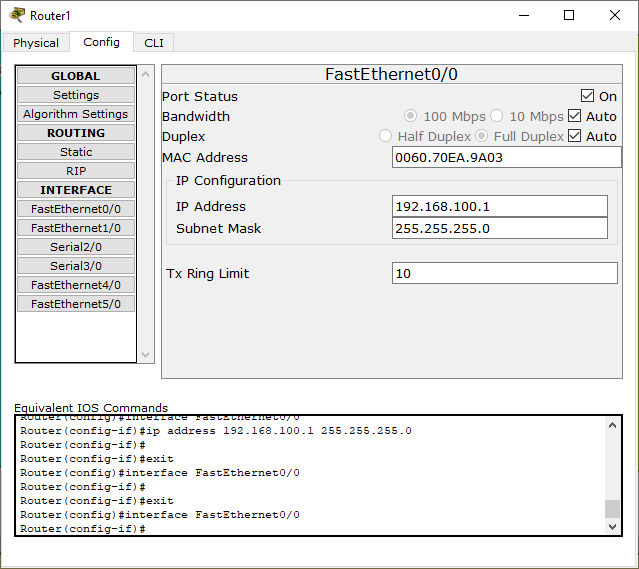 Router1
Physical Config CLI
GLOBAL
Settings
Algorithm Settings
ROUTING
Static
RIP
INTERFACE
FastEthernet0/0
FastEthernet1/0
Serial2/0
Serial3/0
FastEthernet4/0
FastEthernet5/0
FastEthernet0/0
Port Status On
Bandwidth 100 Mbps 10 Mbps Auto
Duplex Half Duplex Full Duplex Auto
MAC Address 0060.70EA.9A03
IP Configuration
IP Address 192.168.100.1
Subnet Mask 255.255.255.0
Tx Ring Limit 10
Equivalent IOS Commands
Router(config)#interface FastEthernet0/0
Router(config-if)#ip address 192.168.100.1 255.255.255.0
Router(config-if)#
Router(config-if)#exit
Router(config)#interface FastEthernet0/0
Router(config-if)#
Router(config-if)#exit
Router(config)#interface FastEthernet0/0
Router(config-if)#